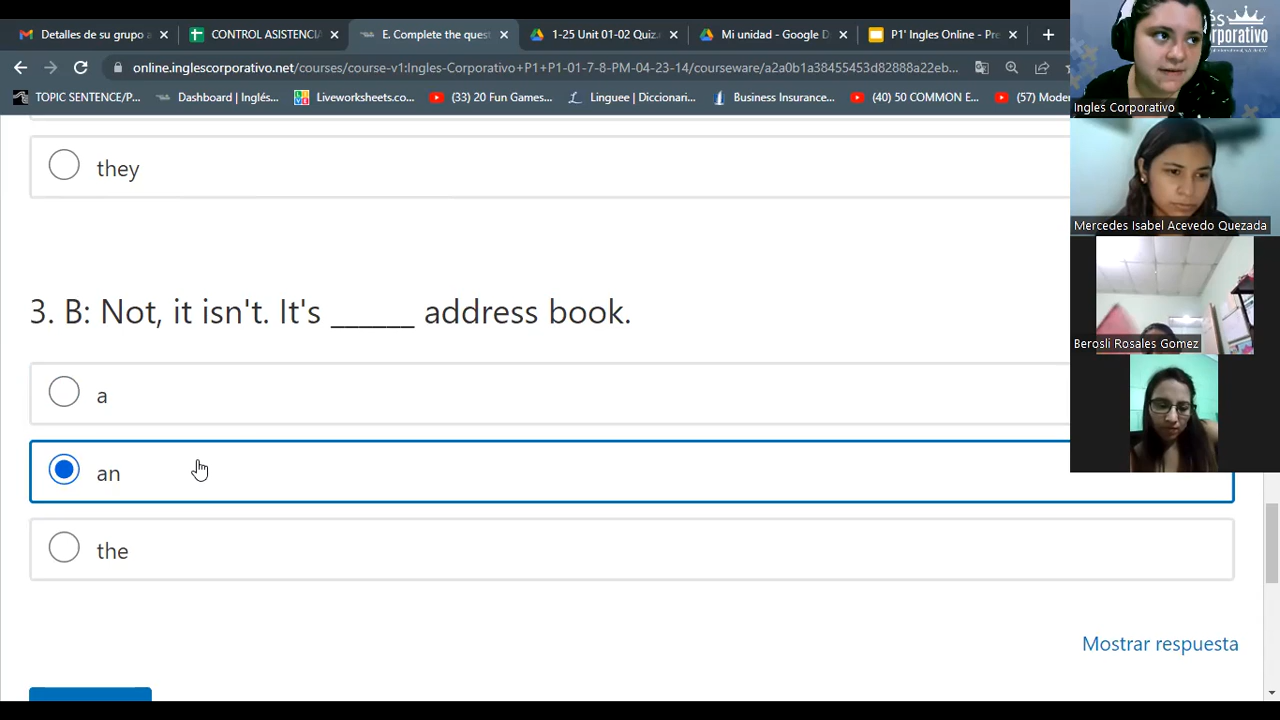 Detalles de su grupo a
CONTROL ASISTENCIA
E. Complete the quest
1-25 Unit 01-02 Quiz.
Mi unidad - Google D
P1' Ingles Online - Pre
online.inglescorporativo.net/courses/course-v1:Ingles-Corporativo+P1+P1-01-7-8-PM-04-23-14/courseware/a2a0b1a38455453d82888a22eb...
TOPIC SENTENCE/P...
Dashboard | Inglés...
Liveworksheets.co...
(33) 20 Fun Games...
Linguee | Diccionari...
Business Insurance...
(40) 50 COMMON E...
(57) Mode
Ingles Corporativo
Mercedes Isabel Acevedo Quezada
Berosli Rosales Gomez
they
3. B: Not, it isn't. It's ______ address book.
a
an
the
Mostrar respuesta